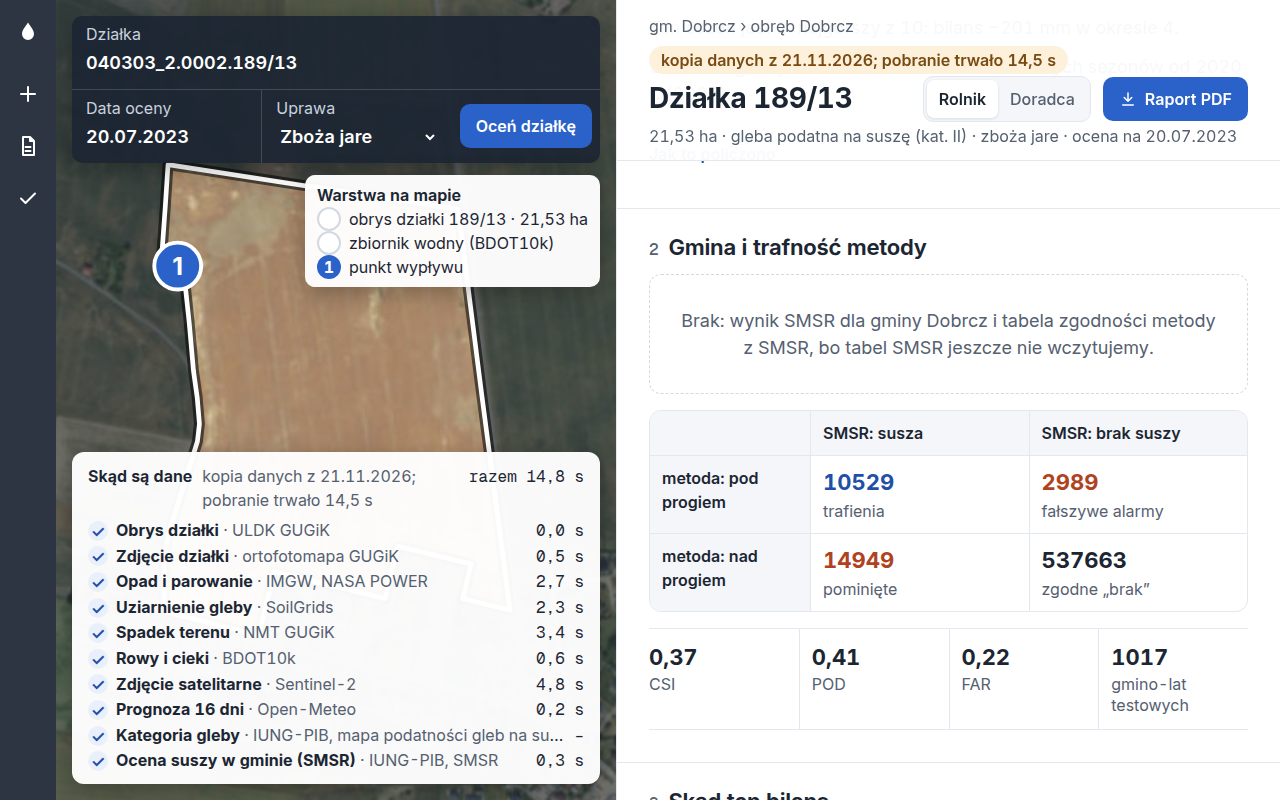 Działka
040303_2.0002.189/13
Data oceny
20.07.2023
Uprawa
Zboża jare
Oceń działkę
Warstwa na mapie
obrys działki 189/13 · 21,53 ha
zbiornik wodny (BDOT10k)
1 punkt wypływu
1
Skąd są dane kopia danych z 21.11.2026; razem 14,8 s
pobranie trwało 14,5 s
Obrys działki · ULDK GUGiK 0,0 s
Zdjęcie działki · ortofotomapa GUGiK 0,5 s
Opad i parowanie · IMGW, NASA POWER 2,7 s
Uziarnienie gleby · SoilGrids 2,3 s
Spadek terenu · NMT GUGiK 3,4 s
Rowy i cieki · BDOT10k 0,6 s
Zdjęcie satelitarne · Sentinel-2 4,8 s
Prognoza 16 dni · Open-Meteo 0,2 s
Kategoria gleby · IUNG-PIB, mapa podatności gleb na su... –
Ocena suszy w gminie (SMSR) · IUNG-PIB, SMSR 0,3 s
gm. Dobrcz › obręb Dobrcz
kopia danych z 21.11.2026; pobranie trwało 14,5 s
Działka 189/13
Rolnik
Doradca
Raport PDF
21,53 ha · gleba podatna na suszę (kat. II) · zboża jare · ocena na 20.07.2023
2 Gmina i trafność metody
Brak: wynik SMSR dla gminy Dobrcz i tabela zgodności metody
z SMSR, bo tabel SMSR jeszcze nie wczytujemy.
SMSR: susza SMSR: brak suszy
metoda: pod
progiem
10529
trafienia
2989
fałszywe alarmy
metoda: nad
progiem
14949
pominięte
537663
zgodne „brak”
0,37
CSI
0,41
POD
0,22
FAR
1017
gmino-lat
testowych